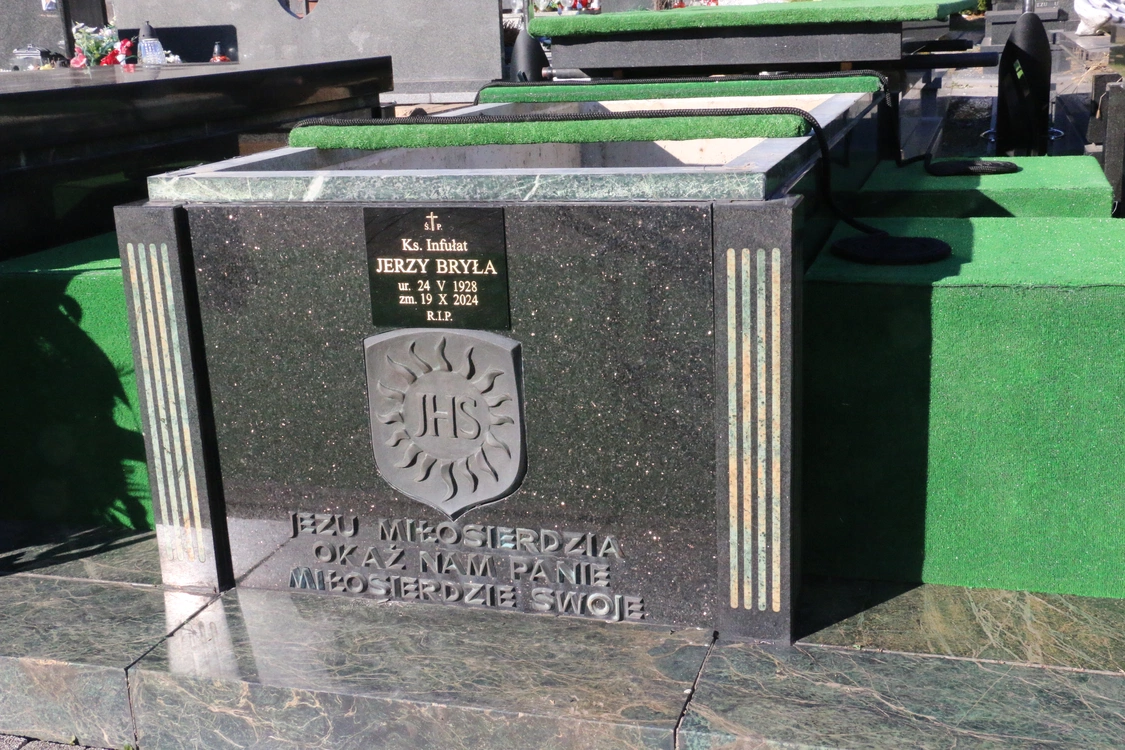 Ś. P.
Ks. Infułat
JERZY BRYŁA
ur. 24 V 1928
zm. 19 X 2024
R.I.P.
JHS
JEZU MIŁOSIERDZIA
OKAŻ NAM PANIE
MIŁOSIERDZIE SWOJE